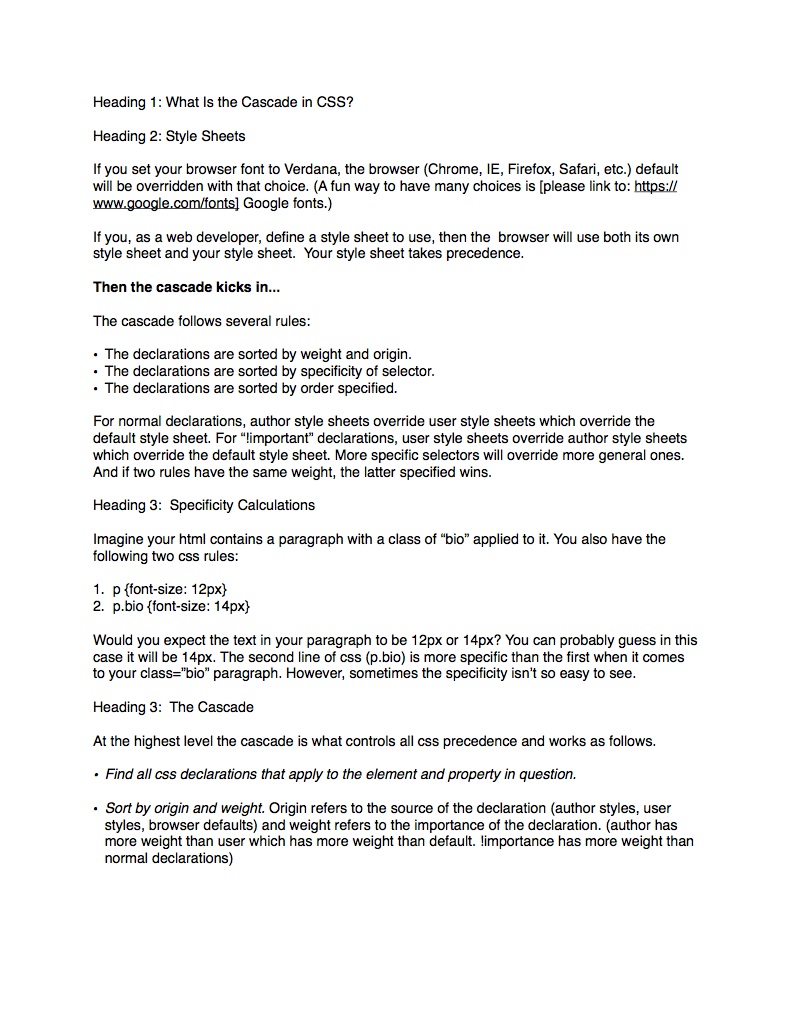 Heading 1: What Is the Cascade in CSS?
Heading 2: Style Sheets
If you set your browser font to Verdana, the browser (Chrome, IE, Firefox, Safari, etc.) default
will be overridden with that choice. (A fun way to have many choices is [please link to: https://
www.google.com/fonts] Google fonts.)
If you, as a web developer, define a style sheet to use, then the  browser will use both its own
style sheet and your style sheet.  Your style sheet takes precedence.
Then the cascade kicks in...
The cascade follows several rules:
• The declarations are sorted by weight and origin.
• The declarations are sorted by specificity of selector.
• The declarations are sorted by order specified.
For normal declarations, author style sheets override user style sheets which override the
default style sheet. For “!important” declarations, user style sheets override author style sheets
which override the default style sheet. More specific selectors will override more general ones.
And if two rules have the same weight, the latter specified wins.
Heading 3:  Specificity Calculations
Imagine your html contains a paragraph with a class of “bio” applied to it. You also have the
following two css rules:
1. p {font-size: 12px}
2. p.bio {font-size: 14px}
Would you expect the text in your paragraph to be 12px or 14px? You can probably guess in this
case it will be 14px. The second line of css (p.bio) is more specific than the first when it comes
to your class=”bio” paragraph. However, sometimes the specificity isn’t so easy to see.
Heading 3:  The Cascade
At the highest level the cascade is what controls all css precedence and works as follows.
• Find all css declarations that apply to the element and property in question.
• Sort by origin and weight. Origin refers to the source of the declaration (author styles, user
styles, browser defaults) and weight refers to the importance of the declaration. (author has
more weight than user which has more weight than default. !importance has more weight than
normal declarations)